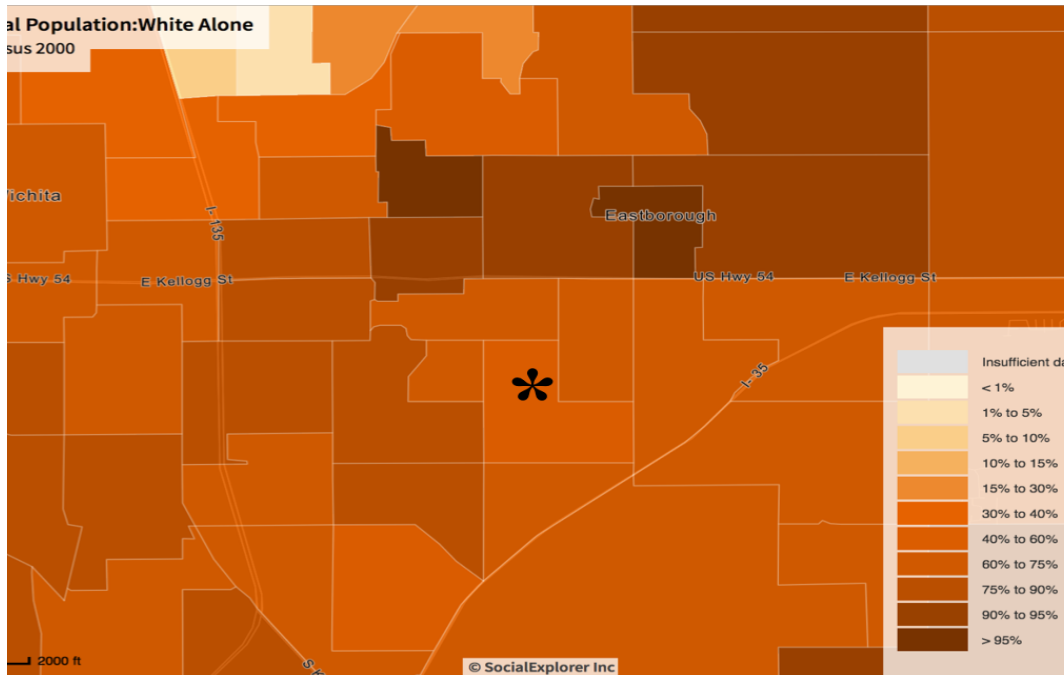 al Population:White Alone
sus 2000
ichita
I- 135
Eastborough
S Hwy 54
E Kellogg St
US Hwy 54
E Kellogg St
I- 35
Insufficient da
< 1%
1% to 5%
5% to 10%
10% to 15%
15% to 30%
30% to 40%
40% to 60%
60% to 75%
75% to 90%
90% to 95%
> 95%
2000 ft
S K
© SocialExplorer Inc